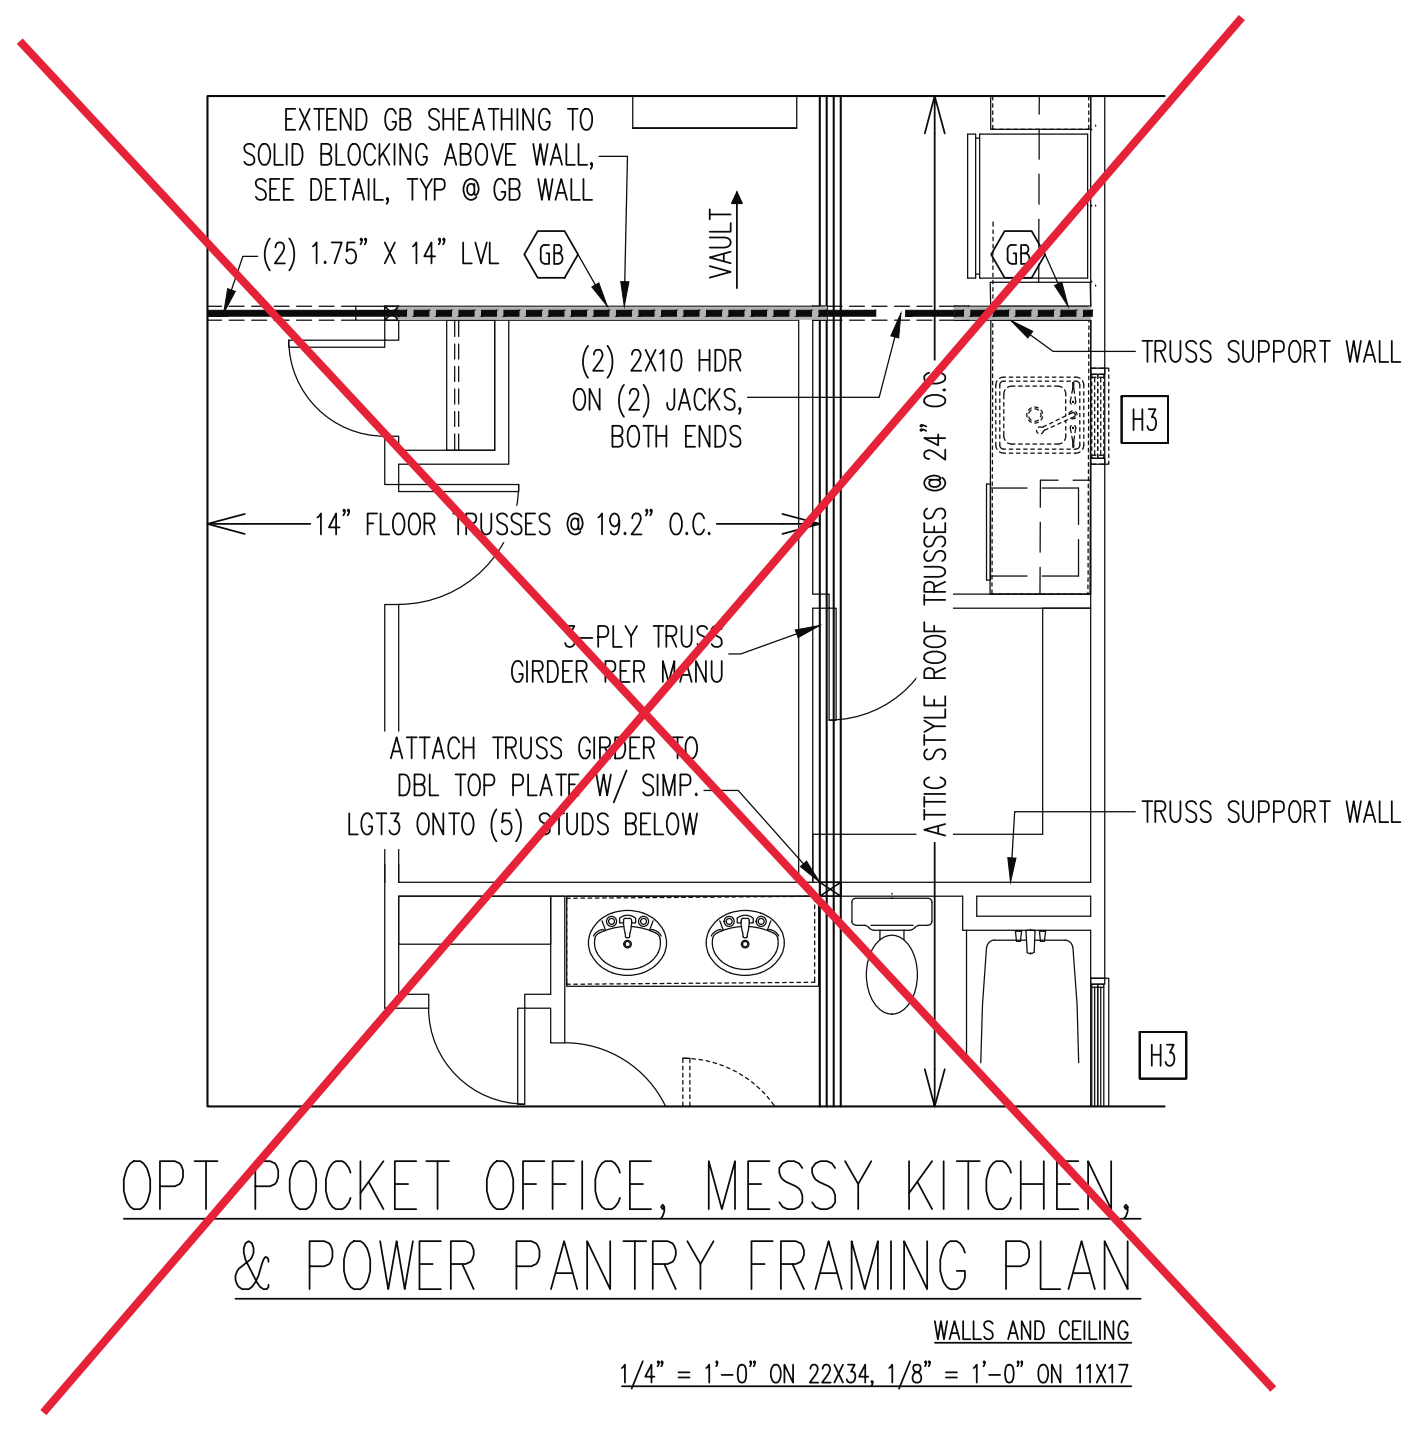 EXTEND GB SHEATHING TO
SOLID BLOCKING ABOVE WALL,
SEE DETAIL, TYP @ GB WALL
(2) 1.75" X 14" LVL
GB
VAULT
GB
TRUSS SUPPORT WALL
(2) 2X10 HDR
ON (2) JACKS,
BOTH ENDS
H3
14" FLOOR TRUSSES @ 19.2" O.C.
ATTIC STYLE ROOF TRUSSES @ 24" O.C
3-PLY TRUSS
GIRDER PER MANU
ATTACH TRUSS GIRDER TO
DBL TOP PLATE W/ SIMP.
LGT3 ONTO (5) STUDS BELOW
TRUSS SUPPORT WALL
H3
OPT POCKET OFFICE, MESSY KITCHEN,
& POWER PANTRY FRAMING PLAN
WALLS AND CEILING
1/4" = 1'-0" ON 22X34, 1/8" = 1'-0" ON 11X17